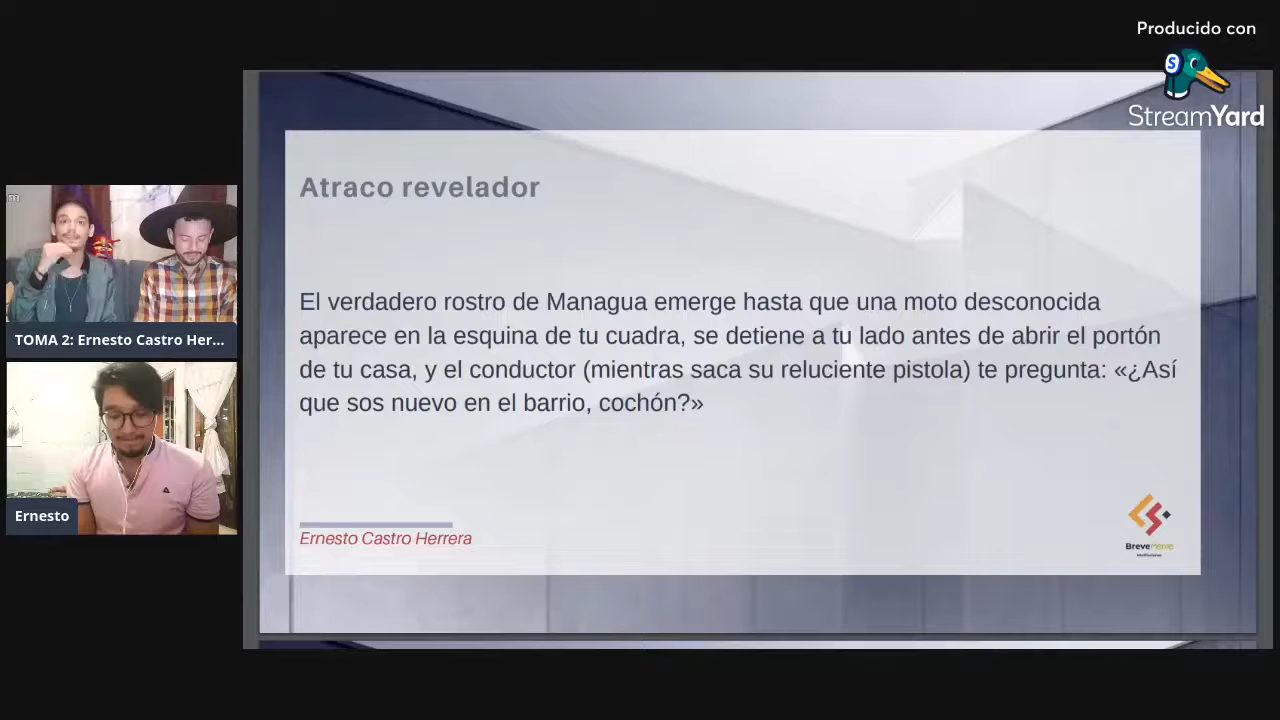 Producido con
StreamYard
Atraco revelador
El verdadero rostro de Managua emerge hasta que una moto desconocida
aparece en la esquina de tu cuadra, se detiene a tu lado antes de abrir el portón
de tu casa, y el conductor (mientras saca su reluciente pistola) te pregunta: «¿Así
que sos nuevo en el barrio, cochón?»
Ernesto Castro Herrera
Brevemente
TOMA 2: Ernesto Castro Her...
Ernesto